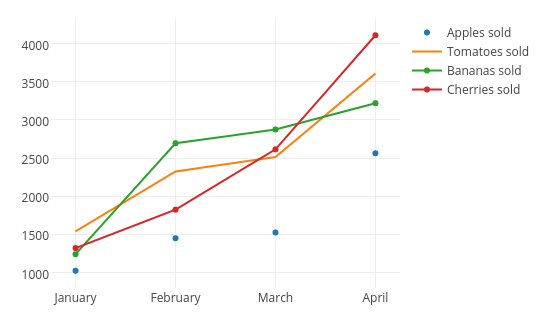 4000
3500
3000
2500
2000
1500
1000
January February March April
Apples sold
Tomatoes sold
Bananas sold
Cherries sold